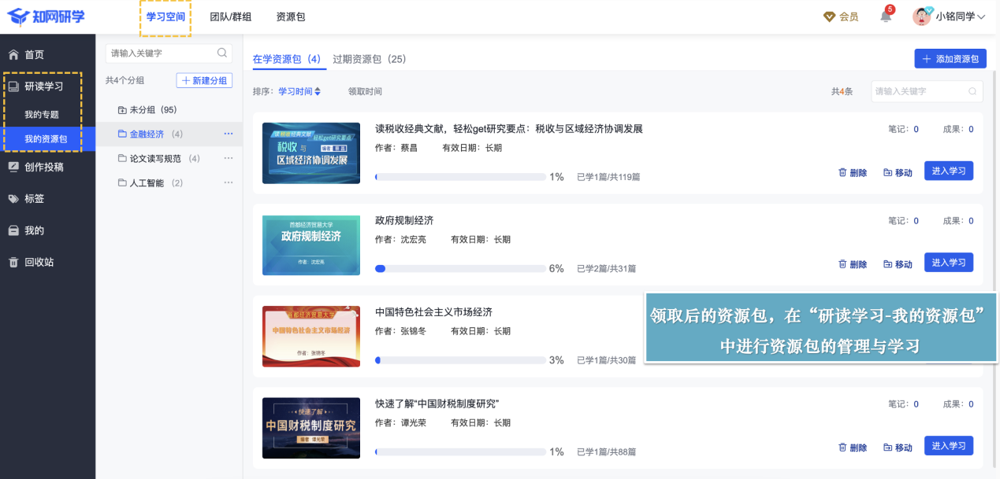 知网研学
学习空间
团队/群组
资源包
会员
5
小铭同学
首页
研读学习
我的专题
我的资源包
创作投稿
标签
我的
回收站
请输入关键字
共4个分组
+ 新建分组
未分组 (95)
金融经济 (4) ...
论文读写规范 (4) ...
人工智能 (2) ...
在学资源包 (4) 过期资源包 (25)
+ 添加资源包
排序: 学习时间 领取时间
共4条
请输入关键字
读税收经典文献
轻松get研究要点
税收与
编著 蔡昌
区域经济协调发展
读税收经典文献，轻松get研究要点：税收与区域经济协调发展
作者：蔡昌 有效日期：长期
1% 已学1篇/共119篇
笔记：0 成果：0
删除 移动 进入学习
首都经济贸易大学
政府规制经济
作者：沈宏亮
政府规制经济
作者：沈宏亮 有效日期：长期
6% 已学2篇/共31篇
笔记：0 成果：0
删除 移动 进入学习
首都经济贸易大学
中国特色社会主义市场经济
作者：张锦冬
中国特色社会主义市场经济
作者：张锦冬 有效日期：长期
3% 已学1篇/共30篇
领取后的资源包，在“研读学习-我的资源包”
中进行资源包的管理与学习
快速了解
中国财税制度研究
编者 谭光荣
快速了解“中国财税制度研究”
作者：谭光荣 有效日期：长期
1% 已学1篇/共88篇
笔记：0 成果：0
删除 移动 进入学习